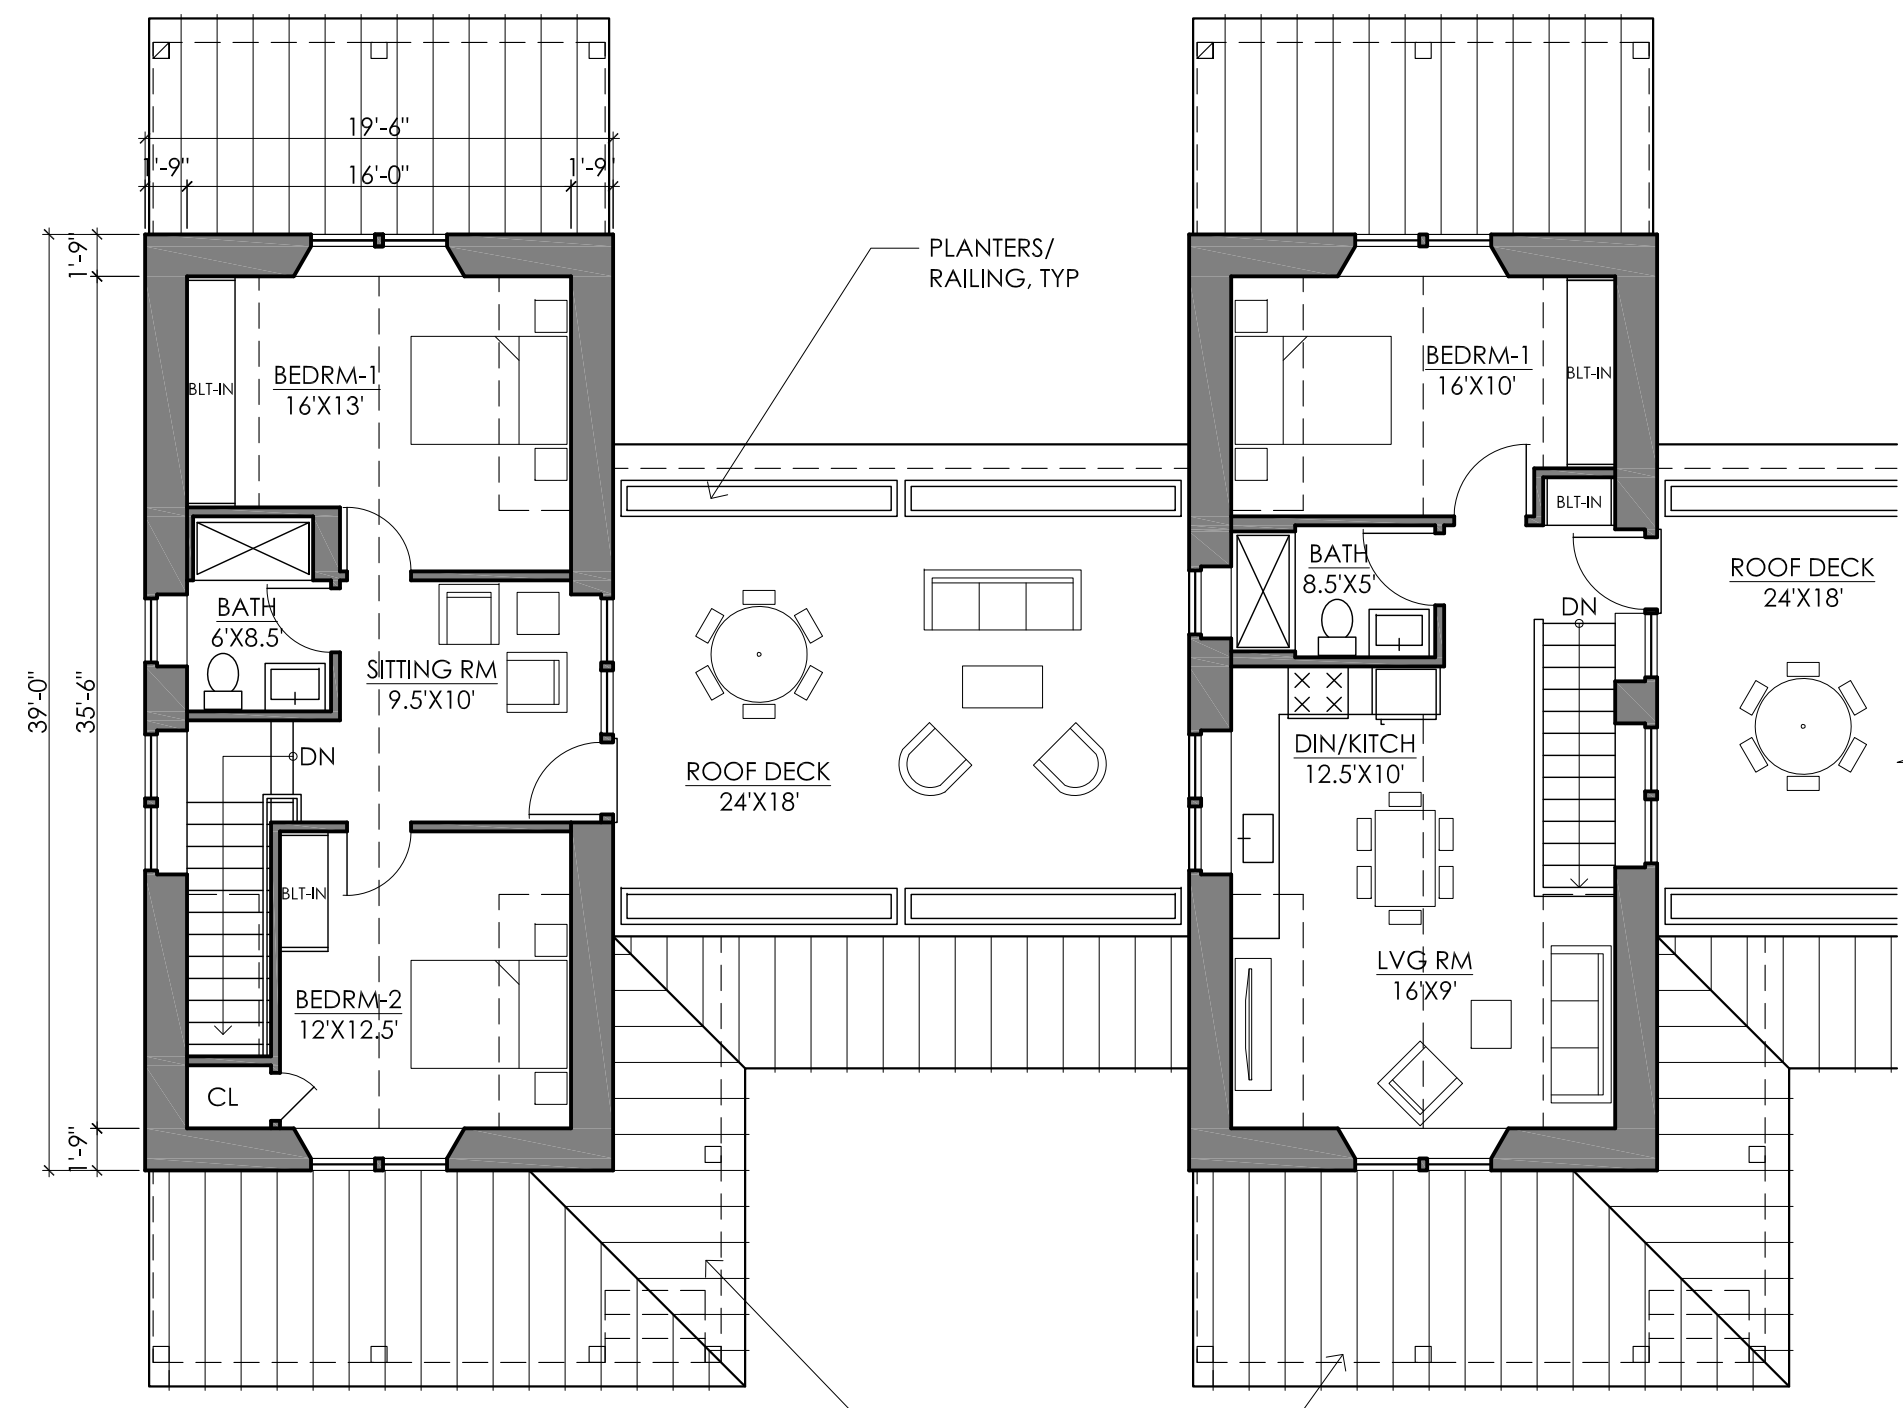 19'-6"
1'-9"
16'-0"
1'-9"
39'-0"
1'-9"
35'-6"
1'-9"
PLANTERS/
RAILING, TYP
BLT-IN
BEDRM-1
16'X13'
BATH
6'X8.5'
SITTING RM
9.5'X10'
DN
BLT-IN
BEDRM-2
12'X12.5'
CL
ROOF DECK
24'X18'
BEDRM-1
16'X10'
BLT-IN
BLT-IN
BATH
8.5'X5'
DN
DIN/KITCH
12.5'X10'
LVG RM
16'X9'
ROOF DECK
24'X18'